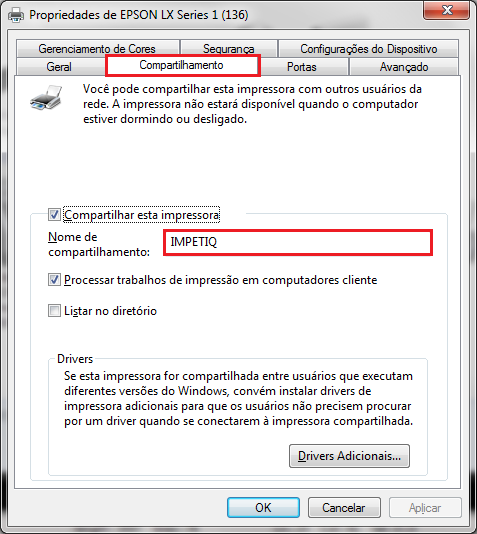 Propriedades de EPSON LX Series 1 (136)
Gerenciamento de Cores Segurança Configurações do Dispositivo
Geral Compartilhamento Portas Avançado
Você pode compartilhar esta impressora com outros usuários da
rede. A impressora não estará disponível quando o computador
estiver dormindo ou desligado.
Compartilhar esta impressora
Nome de
compartilhamento:
IMPETIQ
Processar trabalhos de impressão em computadores cliente
Listar no diretório
Drivers
Se esta impressora for compartilhada entre usuários que executam
diferentes versões do Windows, convém instalar drivers de
impressora adicionais para que os usuários não precisem procurar
por um driver quando se conectarem à impressora compartilhada.
Drivers Adicionais...
OK Cancelar Aplicar